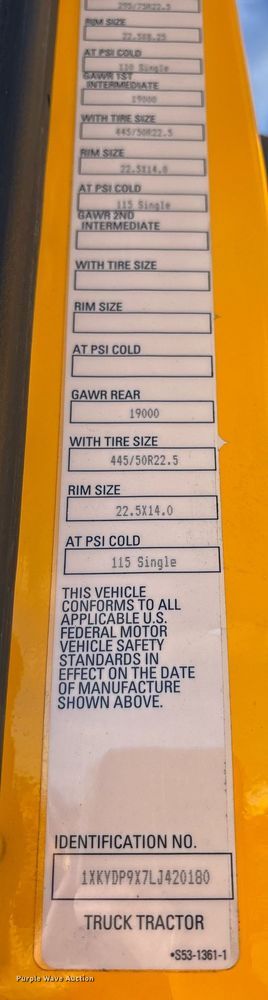 295/75R22.5
RIM SIZE
22.5X8.25
AT PSI COLD
110 Single
GAWR 1ST
INTERMEDIATE
19000
WITH TIRE SIZE
445/50R22.5
RIM SIZE
22.5X14.0
AT PSI COLD
115 Single
GAWR 2ND
INTERMEDIATE
WITH TIRE SIZE
RIM SIZE
AT PSI COLD
GAWR REAR
19000
WITH TIRE SIZE
445/50R22.5
RIM SIZE
22.5X14.0
AT PSI COLD
115 Single
THIS VEHICLE
CONFORMS TO ALL
APPLICABLE U.S.
FEDERAL MOTOR
VEHICLE SAFETY
STANDARDS IN
EFFECT ON THE DATE
OF MANUFACTURE
SHOWN ABOVE.
IDENTIFICATION NO.
1XKYDP9X7LJ420180
TRUCK TRACTOR
•S53-1361-1
Purple Wave Auction